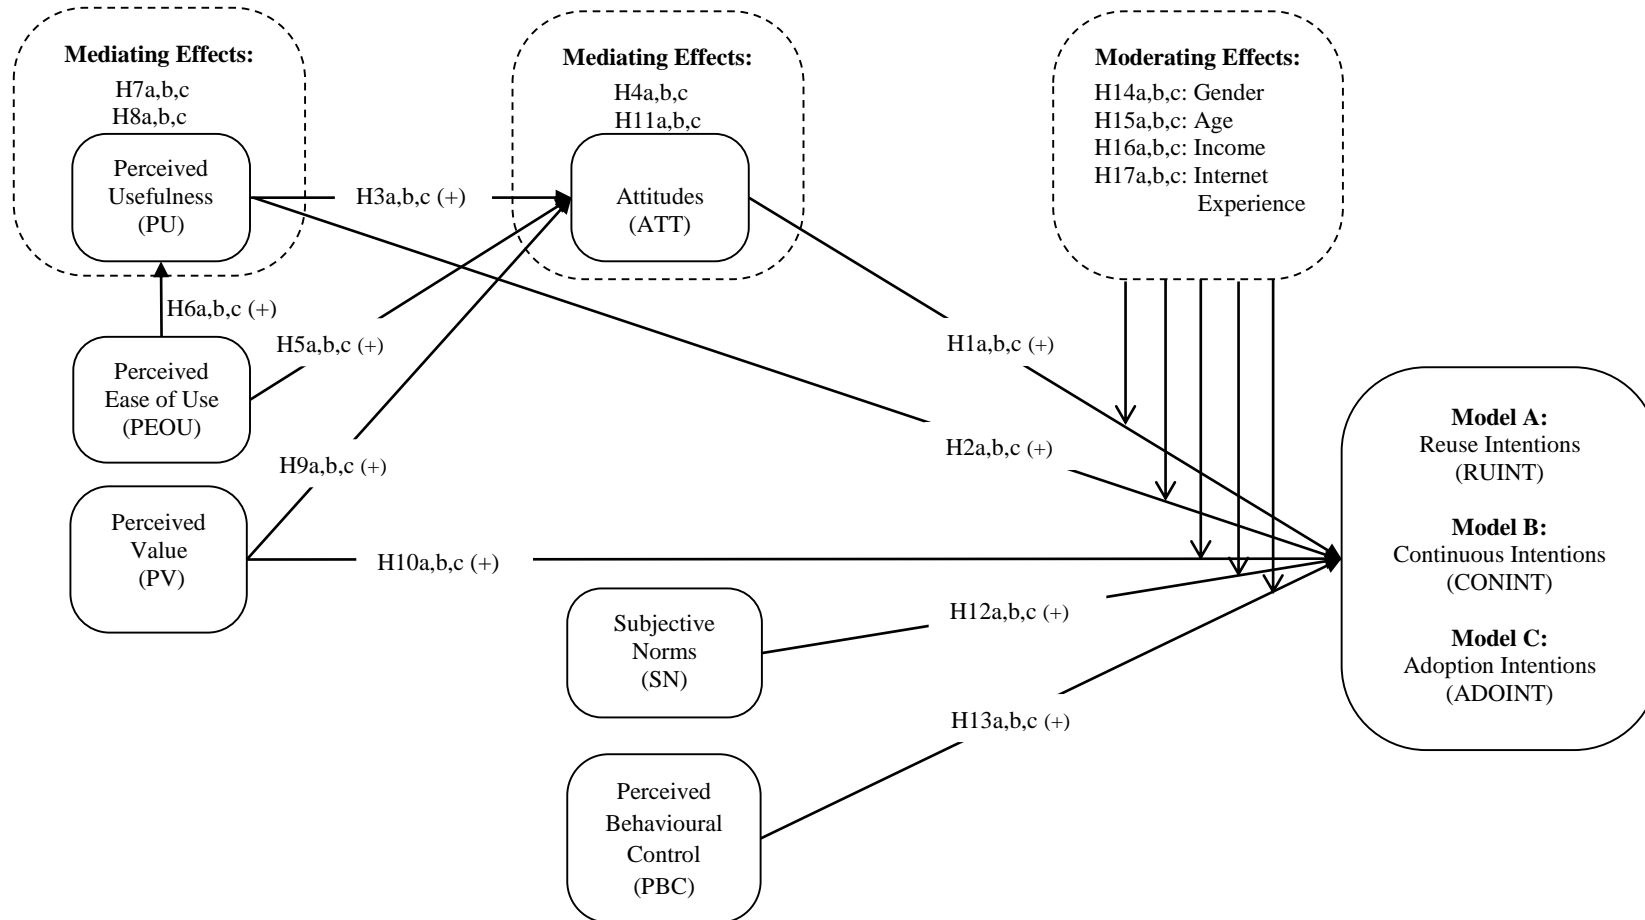 Mediating Effects:
H7a,b,c
H8a,b,c
Perceived
Usefulness
(PU)
H3a,b,c (+)
Mediating Effects:
H4a,b,c
H11a,b,c
Attitudes
(ATT)
Moderating Effects:
H14a,b,c: Gender
H15a,b,c: Age
H16a,b,c: Income
H17a,b,c: Internet
Experience
H6a,b,c (+)
H5a,b,c (+)
H1a,b,c (+)
Perceived
Ease of Use
(PEOU)
H9a,b,c (+)
H2a,b,c (+)
Perceived
Value
(PV)
H10a,b,c (+)
Subjective
Norms
(SN)
H12a,b,c (+)
Perceived
Behavioural
Control
(PBC)
H13a,b,c (+)
Model A:
Reuse Intentions
(RUINT)
Model B:
Continuous Intentions
(CONINT)
Model C:
Adoption Intentions
(ADOINT)